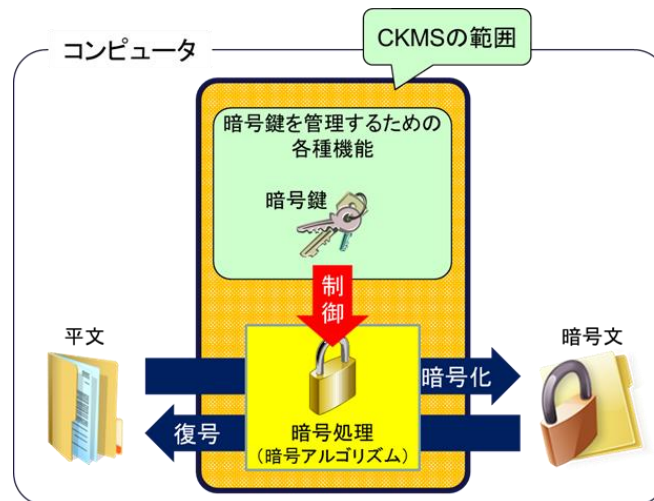 CKMSの範囲
コンピュータ
暗号鍵を管理するための
各種機能
暗号鍵
制
御
平文
暗号文
暗号化
復号
暗号処理
(暗号アルゴリズム)